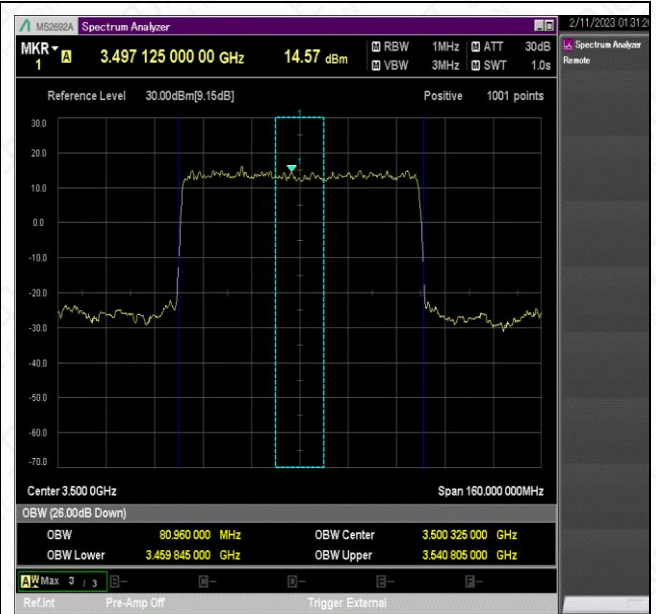 MS2692A Spectrum Analyzer
2/11/2023 01:31:2
MKR 1 A 3.497 125 000 00 GHz 14.57 dBm
M RBW 1MHz M ATT 30dB
M VBW 3MHz M SWT 1.0s
Spectrum Analyzer
Remote
Reference Level 30.00dBm[9.15dB] Positive 1001 points
30.0
1
20.0
1
10.0
0.0
-10.0
-20.0
-30.0
-40.0
-50.0
-60.0
-70.0
Center 3.500 0GHz Span 160.000 000MHz
OBW (26.00dB Down)
OBW 80.960 000 MHz OBW Center 3.500 325 000 GHz
OBW Lower 3.459 845 000 GHz OBW Upper 3.540 805 000 GHz
A W Max 3 / 3 B- C- D- E- F-
Ref.Int Pre-Amp Off Trigger External